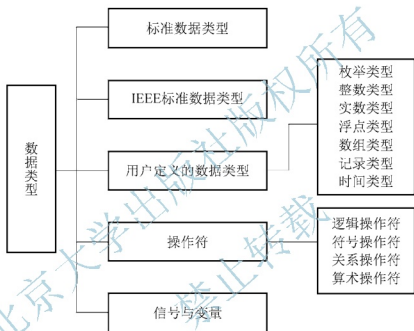 标准数据类型
IEEE标准数据类型
数据类型
用户定义的数据类型
枚举类型
整数类型
实数类型
浮点类型
数组类型
记录类型
时间类型
操作符
逻辑操作符
符号操作符
关系操作符
算术操作符
信号与变量
北京大学出版社版权所有
禁止转载